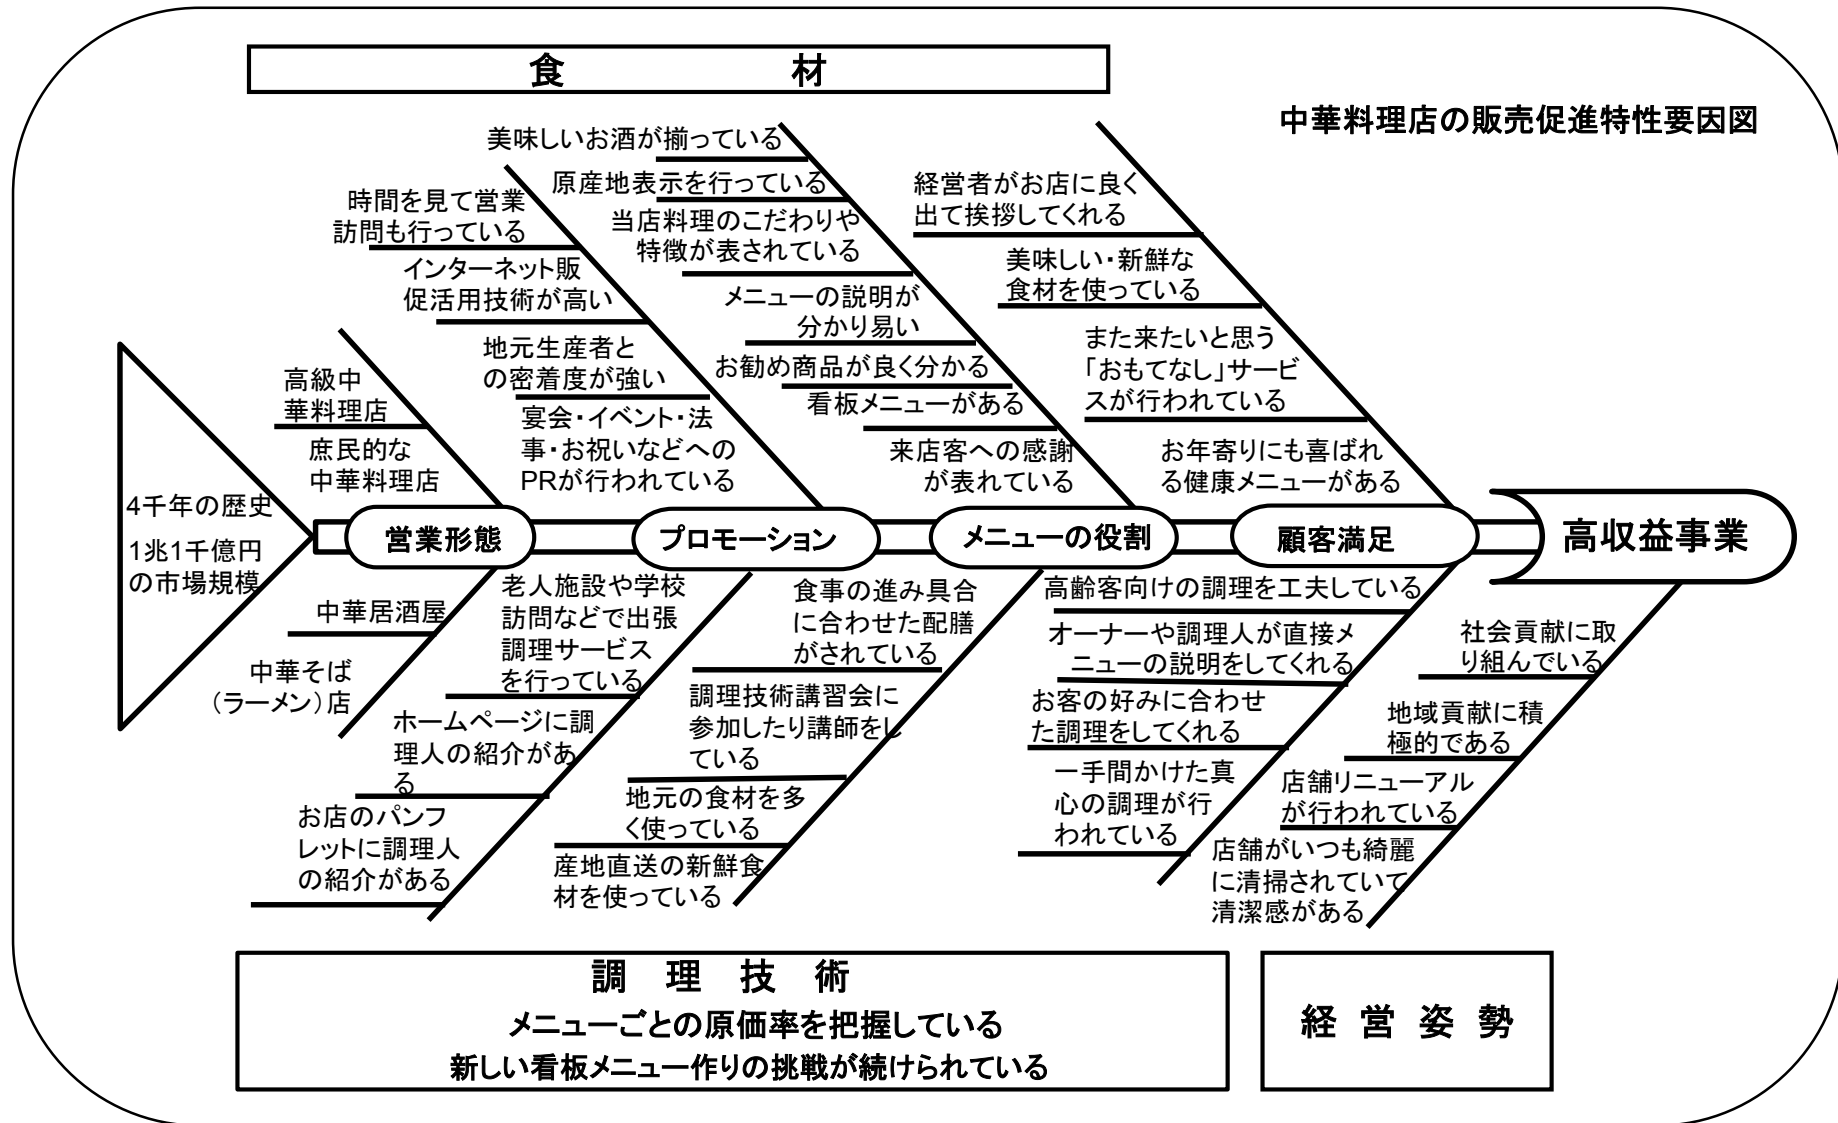 食材
中華料理店の販売促進特性要因図
美味しいお酒が揃っている
原産地表示を行っている
当店料理のこだわりや
特徴が表されている
メニューの説明が
分かり易い
お勧め商品が良く分かる
看板メニューがある
来店客への感謝
が表れている
経営者がお店に良く
出て挨拶してくれる
美味しい・新鮮な
食材を使っている
また来たいと思う
「おもてなし」サービ
スが行われている
お年寄りにも喜ばれ
る健康メニューがある
時間を見て営業
訪問も行っている
インターネット販
促活用技術が高い
地元生産者と
の密着度が強い
宴会・イベント・法
事・お祝いなどへの
PRが行われている
高級中
華料理店
庶民的な
中華料理店
4千年の歴史
1兆1千億円
の市場規模
営業形態
プロモーション
メニューの役割
顧客満足
高収益事業
中華居酒屋
中華そば
(ラーメン)店
老人施設や学校
訪問などで出張
調理サービス
を行っている
ホームページに調
理人の紹介があ
る
お店のパンフ
レットに調理人
の紹介がある
食事の進み具合
に合わせた配膳
がされている
調理技術講習会に
参加したり講師をし
ている
地元の食材を多
く使っている
産地直送の新鮮食
材を使っている
高齢客向けの調理を工夫している
オーナーや調理人が直接メ
ニューの説明をしてくれる
お客の好みに合わせ
た調理をしてくれる
一手間かけた真
心の調理が行
われている
社会貢献に取
り組んでいる
地域貢献に積
極的である
店舗リニューアル
が行われている
店舗がいつも綺麗
に清掃されていて
清潔感がある
調理技術
メニューごとの原価率を把握している
新しい看板メニュー作りの挑戦が続けられている
経営姿勢